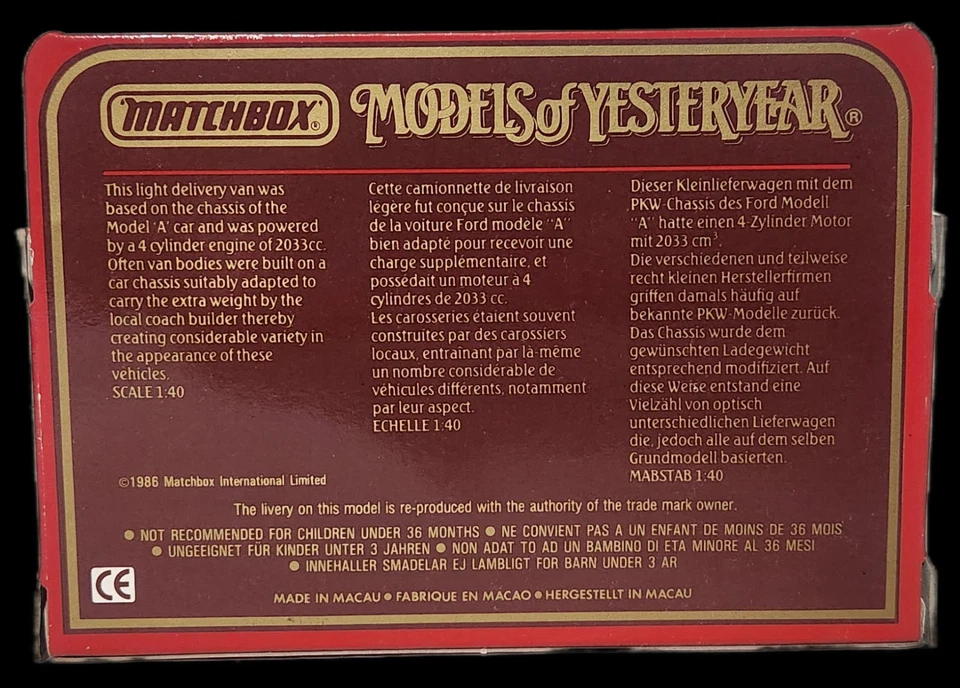 MATCHBOX®
MODELS of YESTERYEAR®
This light delivery van was
based on the chassis of the
Model 'A' car and was powered
by a 4 cylinder engine of 2033cc.
Often van bodies were built on a
car chassis suitably adapted to
carry the extra weight by the
local coach builder thereby
creating considerable variety in
the appearance of these
vehicles.
SCALE 1:40
Cette camionnette de livraison
légère fut conçue sur le chassis
de la voiture Ford modèle "A"
bien adapté pour recevoir une
charge supplémentaire, et
possédait un moteur à 4
cylindres de 2033 cc.
Les carosseries étaient souvent
construites par des carossiers
locaux, entrainant par là-même
un nombre considérable de
véhicules différents, notamment
par leur aspect.
ECHELLE 1:40
Dieser Kleinlieferwagen mit dem
PKW-Chassis des Ford Modell
"A" hatte einen 4-Zylinder Motor
mit 2033 cm³.
Die verschiedenen und teilweise
recht kleinen Herstellerfirmen
griffen damals häufig auf
bekannte PKW-Modelle zurück.
Das Chassis wurde dem
gewünschten Ladegewicht
entsprechend modifiziert. Auf
diese Weise entstand eine
Vielzähl von optisch
unterschiedlichen Lieferwagen
die, jedoch alle auf dem selben
Grundmodell basierten.
MABSTAB 1:40
©1986 Matchbox International Limited
The livery on this model is re-produced with the authority of the trade mark owner.
● NOT RECOMMENDED FOR CHILDREN UNDER 36 MONTHS ● NE CONVIENT PAS A UN ENFANT DE MOINS DE 36 MOIS
● UNGEEIGNET FÜR KINDER UNTER 3 JAHREN ● NON ADAT TO AD UN BAMBINO DI ETA MINORE AL 36 MESI
● INNEHALLER SMADELAR EJ LAMBLIGT FOR BARN UNDER 3 AR
CE
MADE IN MACAU ● FABRIQUE EN MACAO ● HERGESTELLT IN MACAU